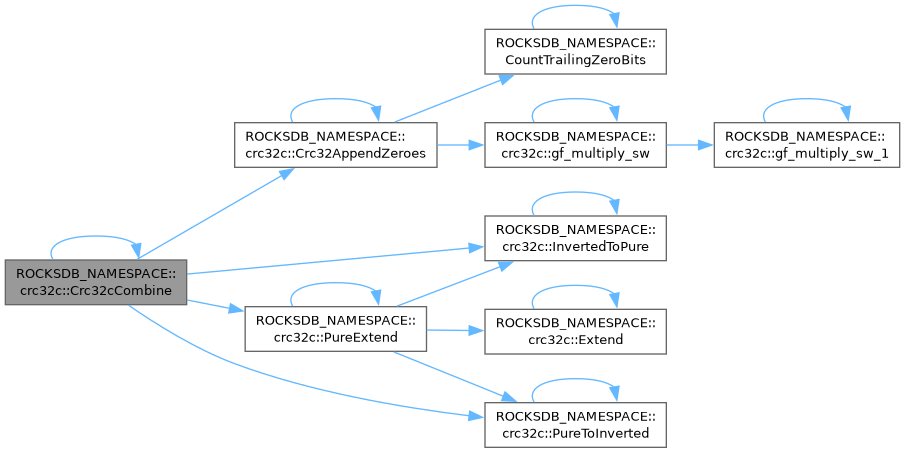 ROCKSDB_NAMESPACE::
CountTrailingZeroBits
ROCKSDB_NAMESPACE::
crc32c::Crc32AppendZeroes
ROCKSDB_NAMESPACE::
crc32c::gf_multiply_sw
ROCKSDB_NAMESPACE::
crc32c::gf_multiply_sw_1
ROCKSDB_NAMESPACE::
crc32c::InvertedToPure
ROCKSDB_NAMESPACE::
crc32c::Crc32cCombine
ROCKSDB_NAMESPACE::
crc32c::PureExtend
ROCKSDB_NAMESPACE::
crc32c::Extend
ROCKSDB_NAMESPACE::
crc32c::PureToInverted